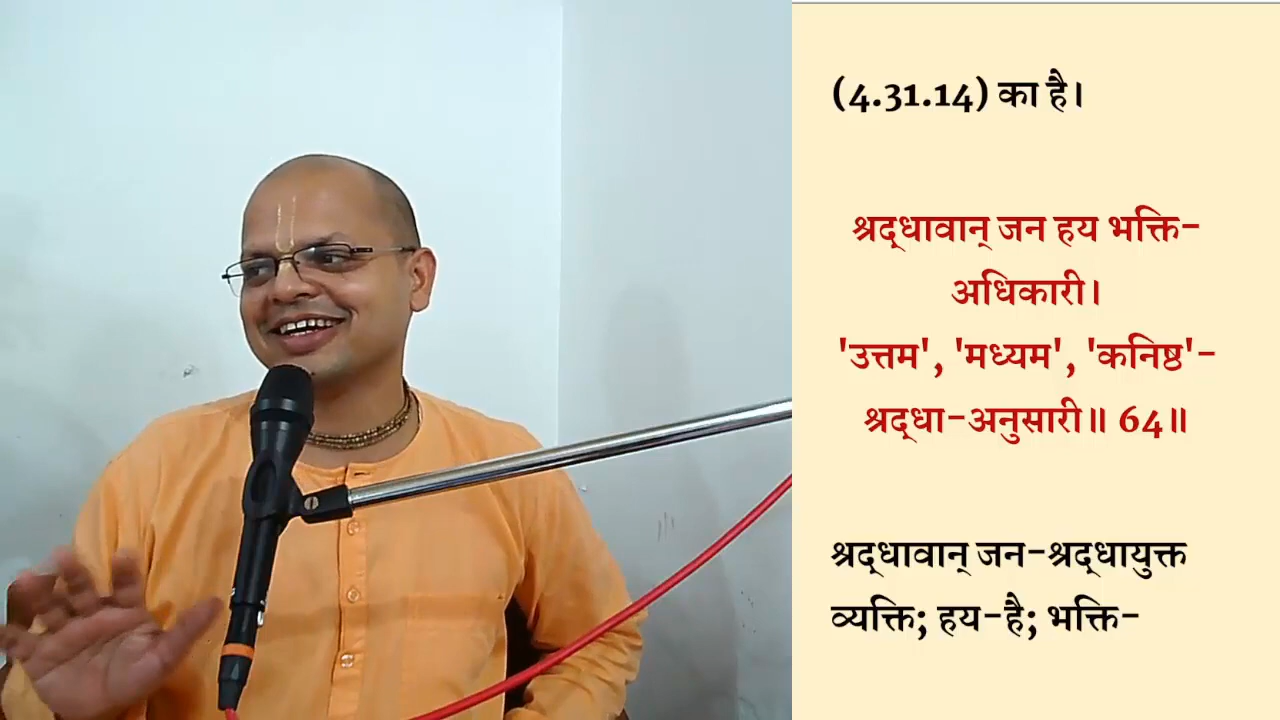 (4.31.14) का है।
श्रद्धावान् जन हय भक्ति-
अधिकारी।
'उत्तम', 'मध्यम', 'कनिष्ठ'-
श्रद्धा-अनुसारी॥ 64॥
श्रद्धावान् जन-श्रद्धायुक्त
व्यक्ति; हय-है; भक्ति-